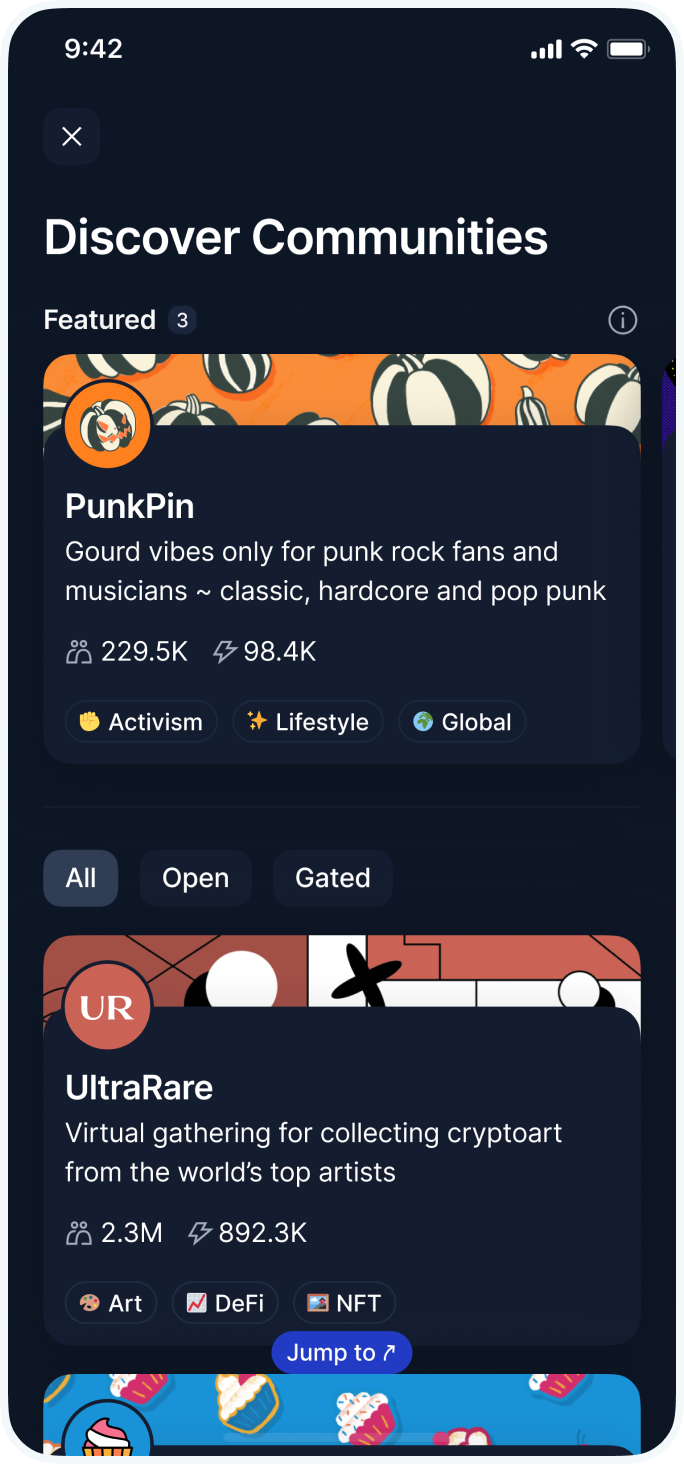 9:42
Discover Communities
Featured 3
PunkPin
Gourd vibes only for punk rock fans and
musicians ~ classic, hardcore and pop punk
229.5K 98.4K
Activism Lifestyle Global
All Open Gated
UR
UltraRare
Virtual gathering for collecting cryptoart
from the world’s top artists
2.3M 892.3K
Art DeFi NFT
Jump to ↗